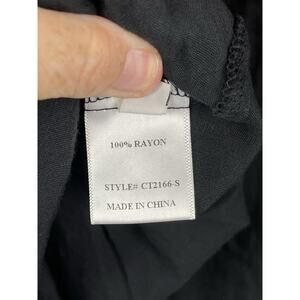 100% RAYON
STYLE# CT2166-S
MADE IN CHINA